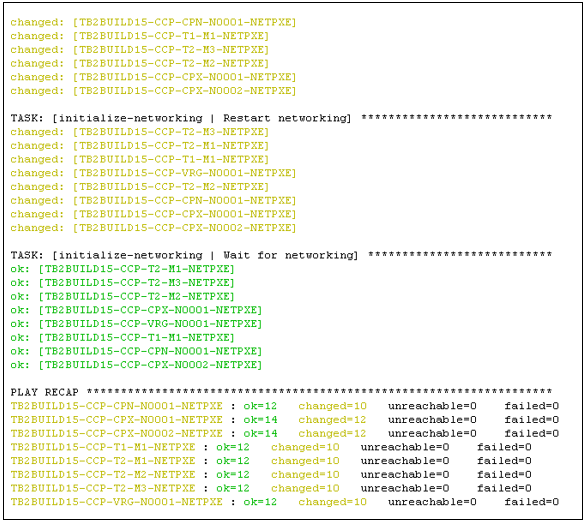 changed: [TB2BUILD15-CCP-CPN-N0001-NETPXE]
changed: [TB2BUILD15-CCP-T1-M1-NETPXE]
changed: [TB2BUILD15-CCP-T2-M3-NETPXE]
changed: [TB2BUILD15-CCP-T2-M2-NETPXE]
changed: [TB2BUILD15-CCP-CPX-N0001-NETPXE]
changed: [TB2BUILD15-CCP-CPX-N0002-NETPXE]
TASK: [initialize-networking | Restart networking] ****************************
changed: [TB2BUILD15-CCP-T2-M3-NETPXE]
changed: [TB2BUILD15-CCP-T2-M1-NETPXE]
changed: [TB2BUILD15-CCP-T1-M1-NETPXE]
changed: [TB2BUILD15-CCP-VRG-N0001-NETPXE]
changed: [TB2BUILD15-CCP-T2-M2-NETPXE]
changed: [TB2BUILD15-CCP-CPN-N0001-NETPXE]
changed: [TB2BUILD15-CCP-CPX-N0001-NETPXE]
changed: [TB2BUILD15-CCP-CPX-N0002-NETPXE]
TASK: [initialize-networking | Wait for networking] ***************************
ok: [TB2BUILD15-CCP-T2-M1-NETPXE]
ok: [TB2BUILD15-CCP-T2-M3-NETPXE]
ok: [TB2BUILD15-CCP-T2-M2-NETPXE]
ok: [TB2BUILD15-CCP-CPX-N0001-NETPXE]
ok: [TB2BUILD15-CCP-VRG-N0001-NETPXE]
ok: [TB2BUILD15-CCP-T1-M1-NETPXE]
ok: [TB2BUILD15-CCP-CPN-N0001-NETPXE]
ok: [TB2BUILD15-CCP-CPX-N0002-NETPXE]
PLAY RECAP ********************************************************************
TB2BUILD15-CCP-CPN-N0001-NETPXE : ok=12 changed=10 unreachable=0 failed=0
TB2BUILD15-CCP-CPX-N0001-NETPXE : ok=14 changed=12 unreachable=0 failed=0
TB2BUILD15-CCP-CPX-N0002-NETPXE : ok=14 changed=12 unreachable=0 failed=0
TB2BUILD15-CCP-T1-M1-NETPXE : ok=12 changed=10 unreachable=0 failed=0
TB2BUILD15-CCP-T2-M1-NETPXE : ok=12 changed=10 unreachable=0 failed=0
TB2BUILD15-CCP-T2-M2-NETPXE : ok=12 changed=10 unreachable=0 failed=0
TB2BUILD15-CCP-T2-M3-NETPXE : ok=12 changed=10 unreachable=0 failed=0
TB2BUILD15-CCP-VRG-N0001-NETPXE : ok=12 changed=10 unreachable=0 failed=0